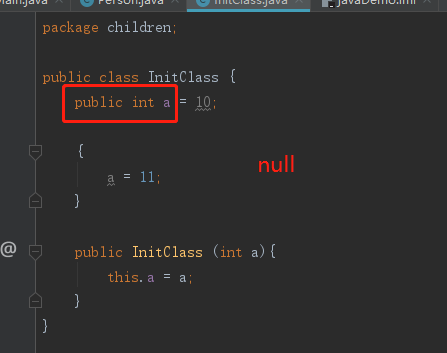 Main.java Person.java InitClass.java javaDemo.iml
package children;
public class InitClass {
public int a = 10;
{
a = 11;
null
}
@ public InitClass (int a){
this.a = a;
}
}